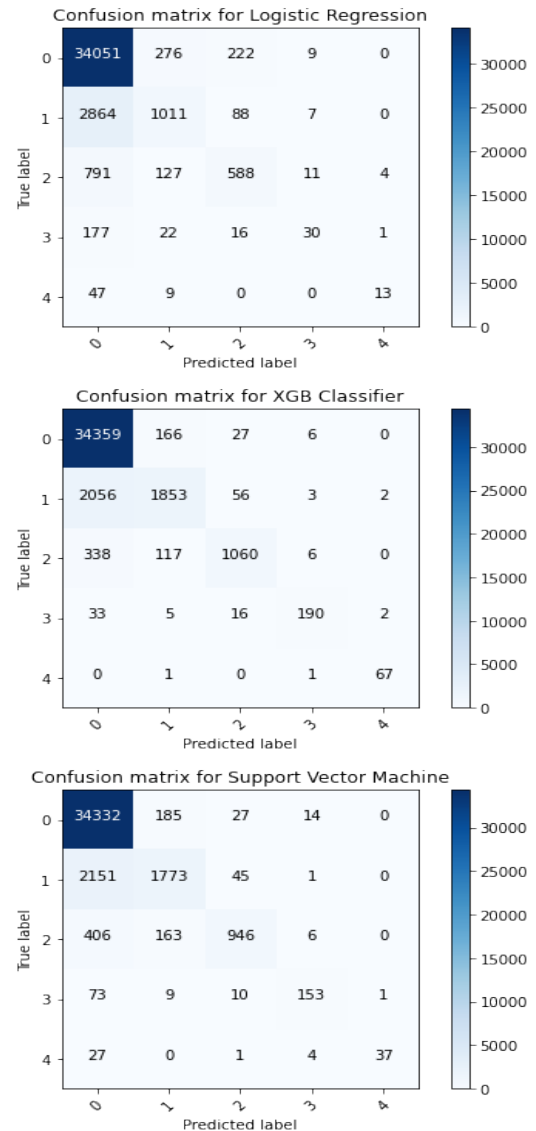 Confusion matrix for Logistic Regression
0 34051 276 222 9 0
1 2864 1011 88 7 0
2 791 127 588 11 4
3 177 22 16 30 1
4 47 9 0 0 13
True label
0 1 2 3 4
Predicted label
30000
25000
20000
15000
10000
5000
0
Confusion matrix for XGB Classifier
0 34359 166 27 6 0
1 2056 1853 56 3 2
2 338 117 1060 6 0
3 33 5 16 190 2
4 0 1 0 1 67
True label
0 1 2 3 4
Predicted label
30000
25000
20000
15000
10000
5000
0
Confusion matrix for Support Vector Machine
0 34332 185 27 14 0
1 2151 1773 45 1 0
2 406 163 946 6 0
3 73 9 10 153 1
4 27 0 1 4 37
True label
0 1 2 3 4
Predicted label
30000
25000
20000
15000
10000
5000
0